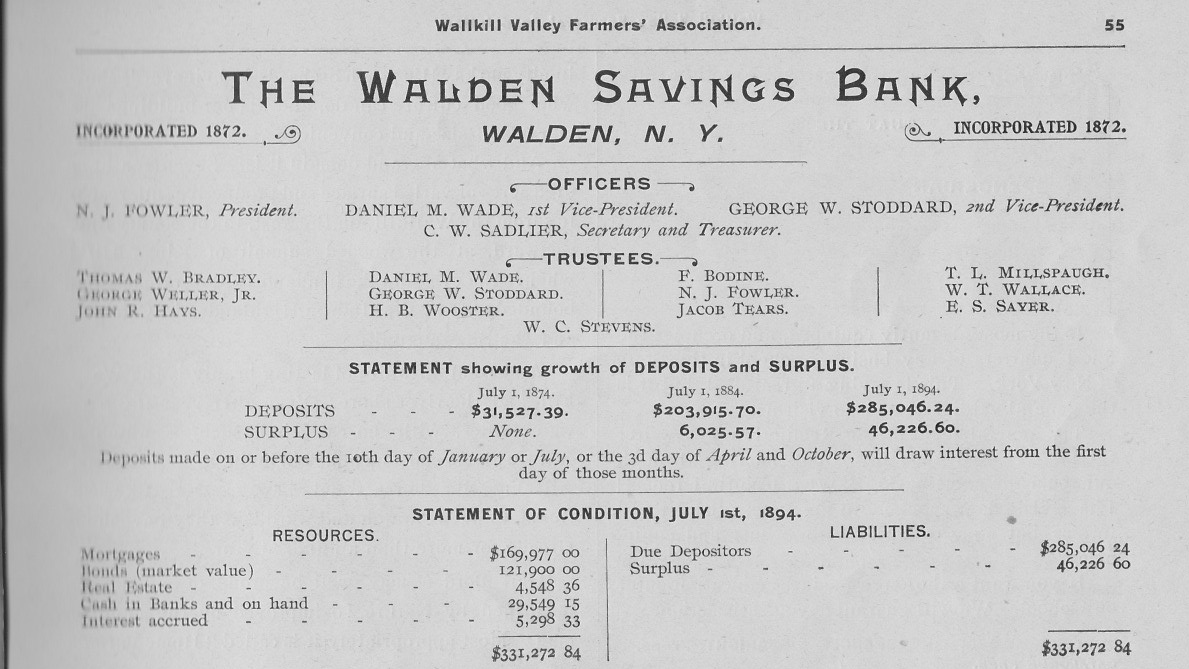 Wallkill Valley Farmers' Association. 55
THE WALDEN SAVINGS BANK,
INCORPORATED 1872. WALDEN, N. Y. INCORPORATED 1872.
OFFICERS
N. J. FOWLER, President. DANIEL M. WADE, 1st Vice-President. GEORGE W. STODDARD, 2nd Vice-President.
C. W. SADLIER, Secretary and Treasurer.
TRUSTEES.
THOMAS W. BRADLEY. DANIEL M. WADE. F. BODINE. T. L. MILLSPAUGH.
GEORGE WELLER, JR. GEORGE W. STODDARD. N. J. FOWLER. W. T. WALLACE.
JOHN R. HAYS. H. B. WOOSTER. JACOB TEARS. E. S. SAYER.
W. C. STEVENS.
STATEMENT showing growth of DEPOSITS and SURPLUS.
July 1, 1874. July 1, 1884. July 1, 1894.
DEPOSITS - - - $31,527.39. $203,915.70. $285,046.24.
SURPLUS - - - None. 6,025.57. 46,226.60.
Deposits made on or before the 10th day of January or July, or the 3d day of April and October, will draw interest from the first
day of those months.
STATEMENT OF CONDITION, JULY 1st, 1894.
RESOURCES. LIABILITIES.
Mortgages - - - - - - $169,977 00 Due Depositors - - - - - $285,046 24
Bonds (market value) - - - - 121,900 00 Surplus - - - - - - 46,226 60
Real Estate - - - - - - 4,548 36
Cash in Banks and on hand - - - 29,549 15
Interest accrued - - - - - 5,298 33
$331,272 84 $331,272 84